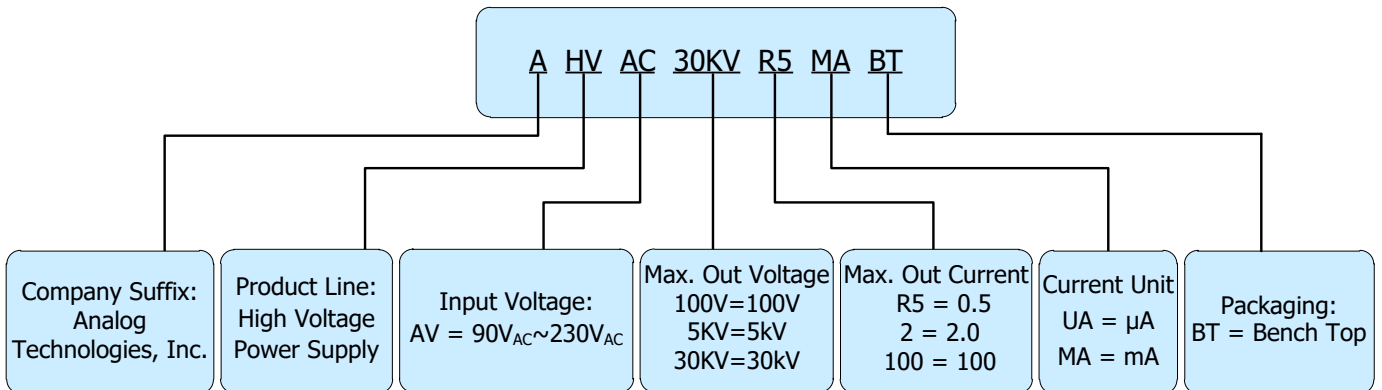 A HV AC 30KV R5 MA BT
Company Suffix:
Analog
Technologies, Inc.
Product Line:
High Voltage
Power Supply
Input Voltage:
AV = 90VAC~230VAC
Max. Out Voltage
100V=100V
5KV=5kV
30KV=30kV
Max. Out Current
R5 = 0.5
2 = 2.0
100 = 100
Current Unit
UA = µA
MA = mA
Packaging:
BT = Bench Top